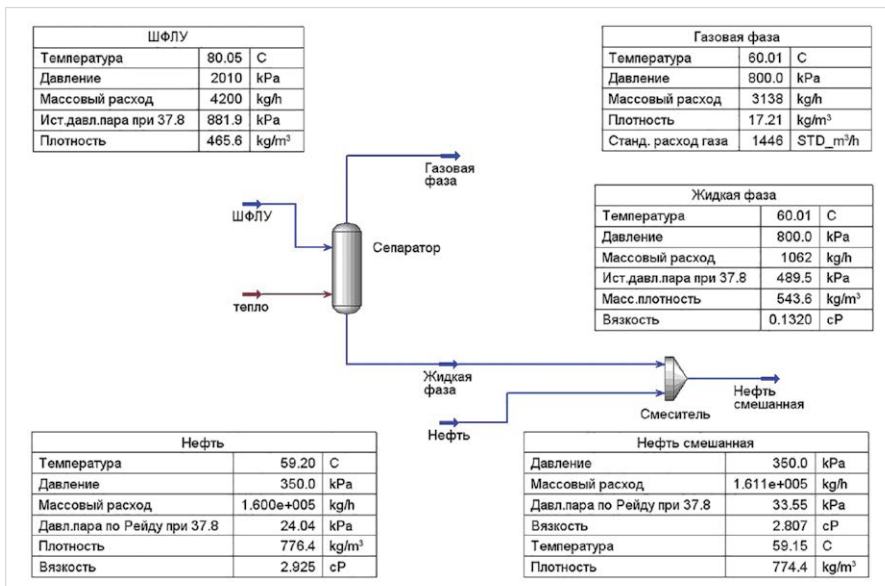 ШФЛУ
Температура 80.05 C
Давление 2010 kPa
Массовый расход 4200 kg/h
Ист.давл.пара при 37.8 881.9 kPa
Плотность 465.6 kg/m³
Газовая фаза
Температура 60.01 C
Давление 800.0 kPa
Массовый расход 3138 kg/h
Плотность 17.21 kg/m³
Станд. расход газа 1446 STD_m³/h
Газовая
фаза
ШФЛУ
Сепаратор
тепло
Жидкая фаза
Температура 60.01 C
Давление 800.0 kPa
Массовый расход 1062 kg/h
Ист.давл.пара при 37.8 489.5 kPa
Масс.плотность 543.6 kg/m³
Вязкость 0.1320 cP
Жидкая
фаза
Нефть
Смеситель
Нефть
смешанная
Нефть
Температура 59.20 C
Давление 350.0 kPa
Массовый расход 1.600e+005 kg/h
Давл.пара по Рейду при 37.8 24.04 kPa
Плотность 776.4 kg/m³
Вязкость 2.925 cP
Нефть смешанная
Давление 350.0 kPa
Массовый расход 1.611e+005 kg/h
Давл.пара по Рейду при 37.8 33.55 kPa
Вязкость 2.807 cP
Температура 59.15 C
Плотность 774.4 kg/m³